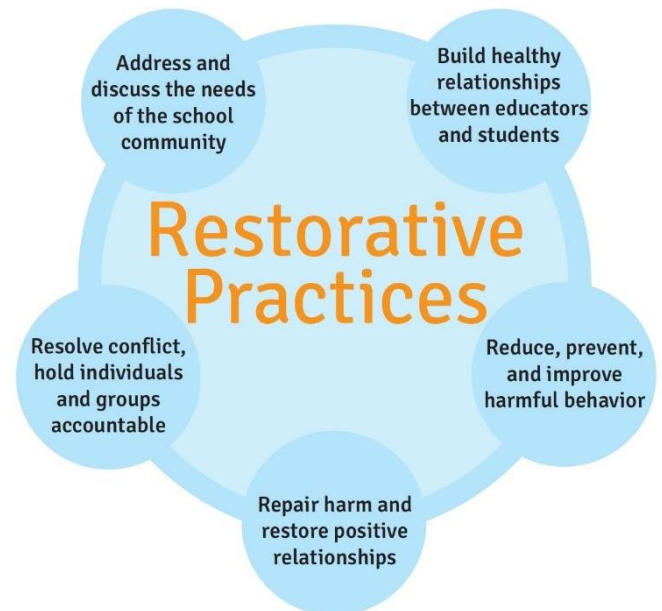 Address and
discuss the needs
of the school
community
Build healthy
relationships
between educators
and students
Restorative
Practices
Resolve conflict,
hold individuals
and groups
accountable
Reduce, prevent,
and improve
harmful behavior
Repair harm and
restore positive
relationships